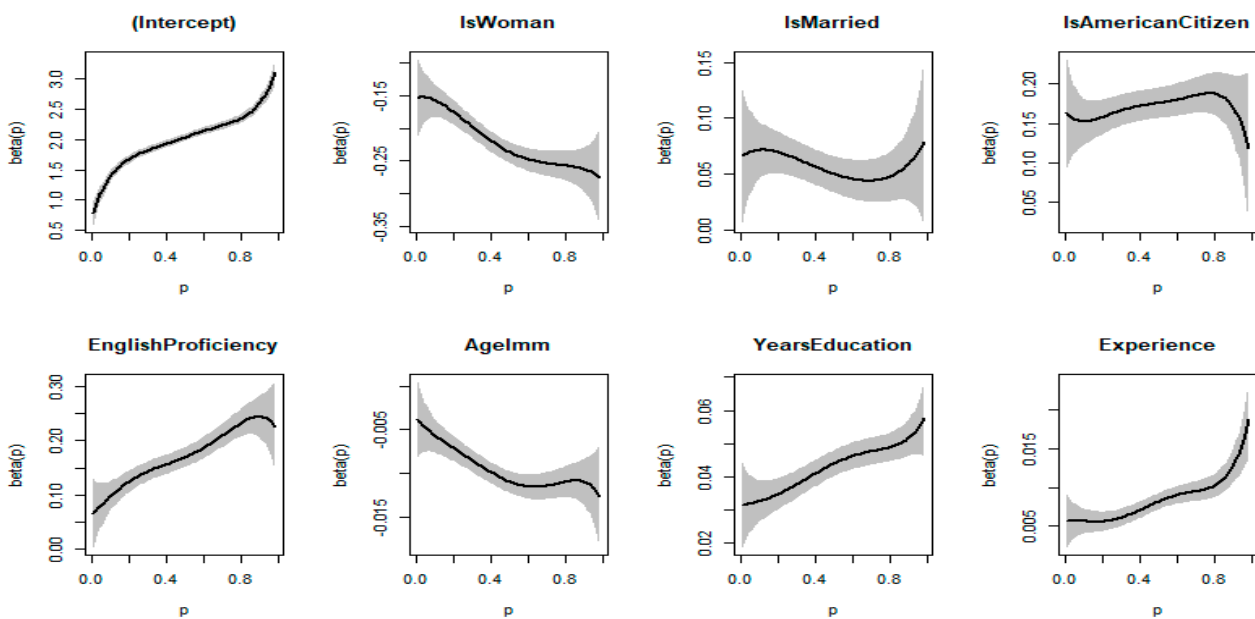 (Intercept)
IsWoman
IsMarried
IsAmericanCitizen
beta(p)
0.5 1.0 1.5 2.0 2.5 3.0
0.0 0.4 0.8
p
beta(p)
-0.35 -0.25 -0.15
0.0 0.4 0.8
p
beta(p)
0.00 0.05 0.10 0.15
0.0 0.4 0.8
p
beta(p)
0.05 0.10 0.15 0.20
0.0 0.4 0.8
p
EnglishProficiency
AgeImm
YearsEducation
Experience
beta(p)
0.00 0.10 0.20 0.30
0.0 0.4 0.8
p
beta(p)
-0.015 -0.005
0.0 0.4 0.8
p
beta(p)
0.02 0.04 0.06
0.0 0.4 0.8
p
beta(p)
0.005 0.015
0.0 0.4 0.8
p